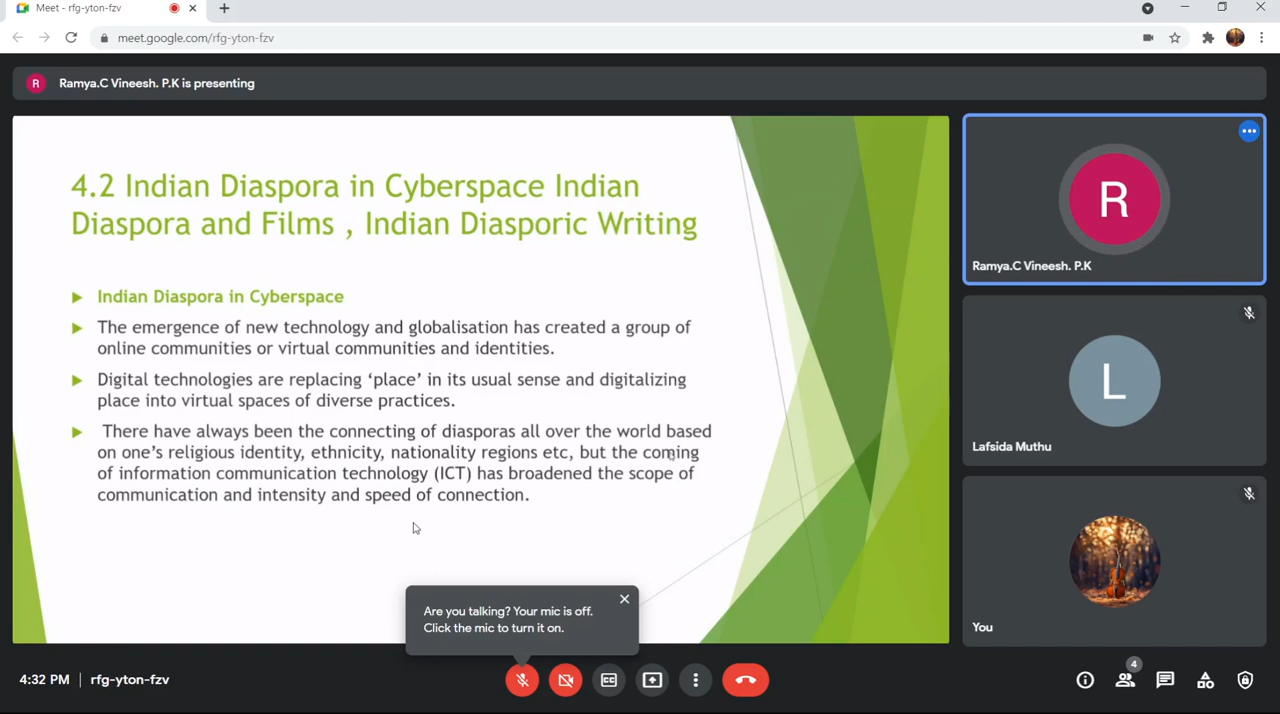 Meet - rfg-yton-fzv
meet.google.com/rfg-yton-fzv
R
Ramya.C Vineesh. P.K is presenting
4.2 Indian Diaspora in Cyberspace Indian
Diaspora and Films , Indian Diasporic Writing
Indian Diaspora in Cyberspace
The emergence of new technology and globalisation has created a group of
online communities or virtual communities and identities.
Digital technologies are replacing ‘place’ in its usual sense and digitalizing
place into virtual spaces of diverse practices.
There have always been the connecting of diasporas all over the world based
on one’s religious identity, ethnicity, nationality regions etc, but the coming
of information communication technology (ICT) has broadened the scope of
communication and intensity and speed of connection.
R
Ramya.C Vineesh. P.K
L
Lafsida Muthu
You
Are you talking? Your mic is off.
Click the mic to turn it on.
4:32 PM | rfg-yton-fzv
CC
4